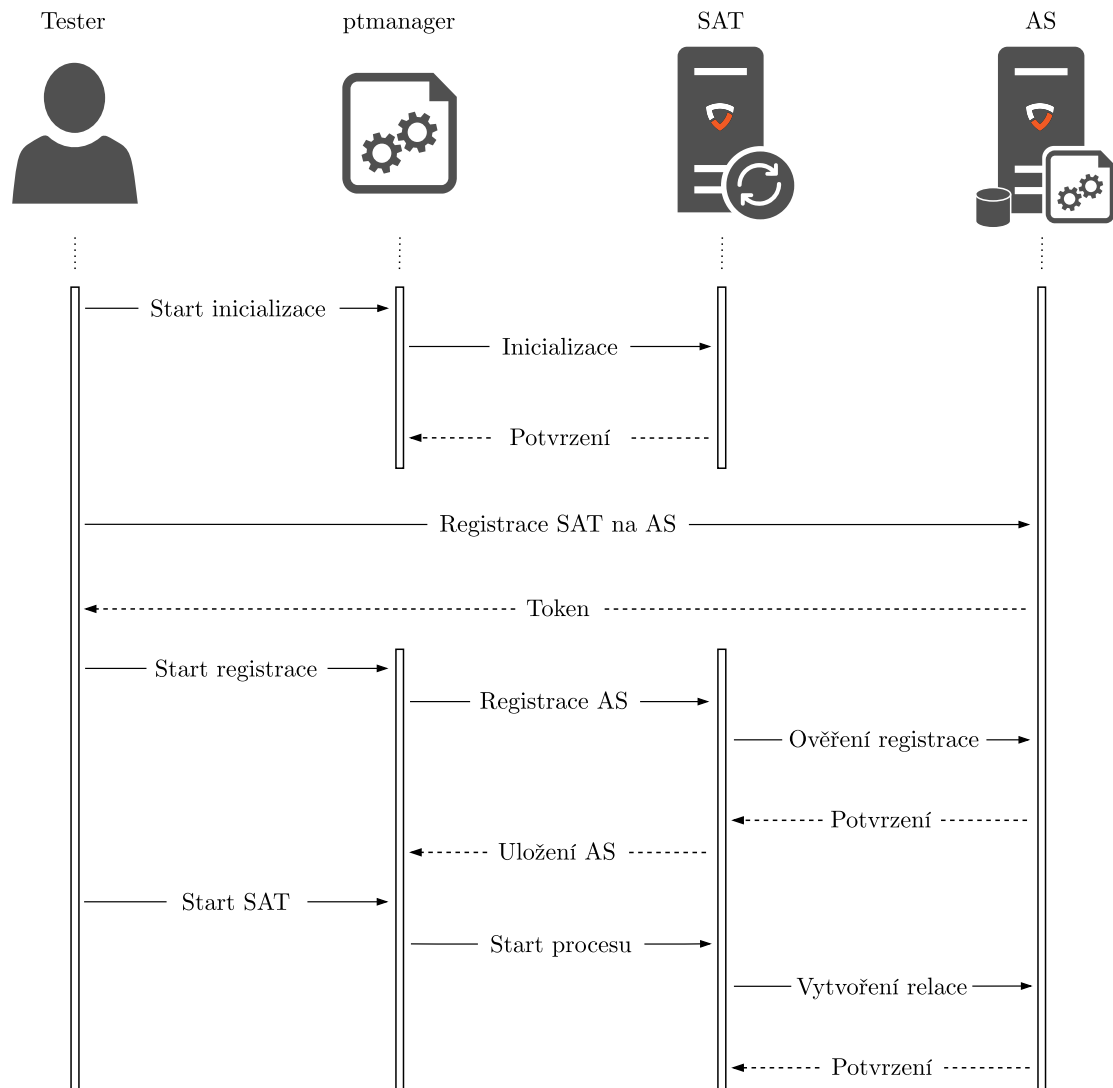 Tester
ptmanager
SAT
AS
Start inicializace
Inicializace
Potvrzení
Registrace SAT na AS
Token
Start registrace
Registrace AS
Ověření registrace
Potvrzení
Uložení AS
Start SAT
Start procesu
Vytvoření relace
Potvrzení